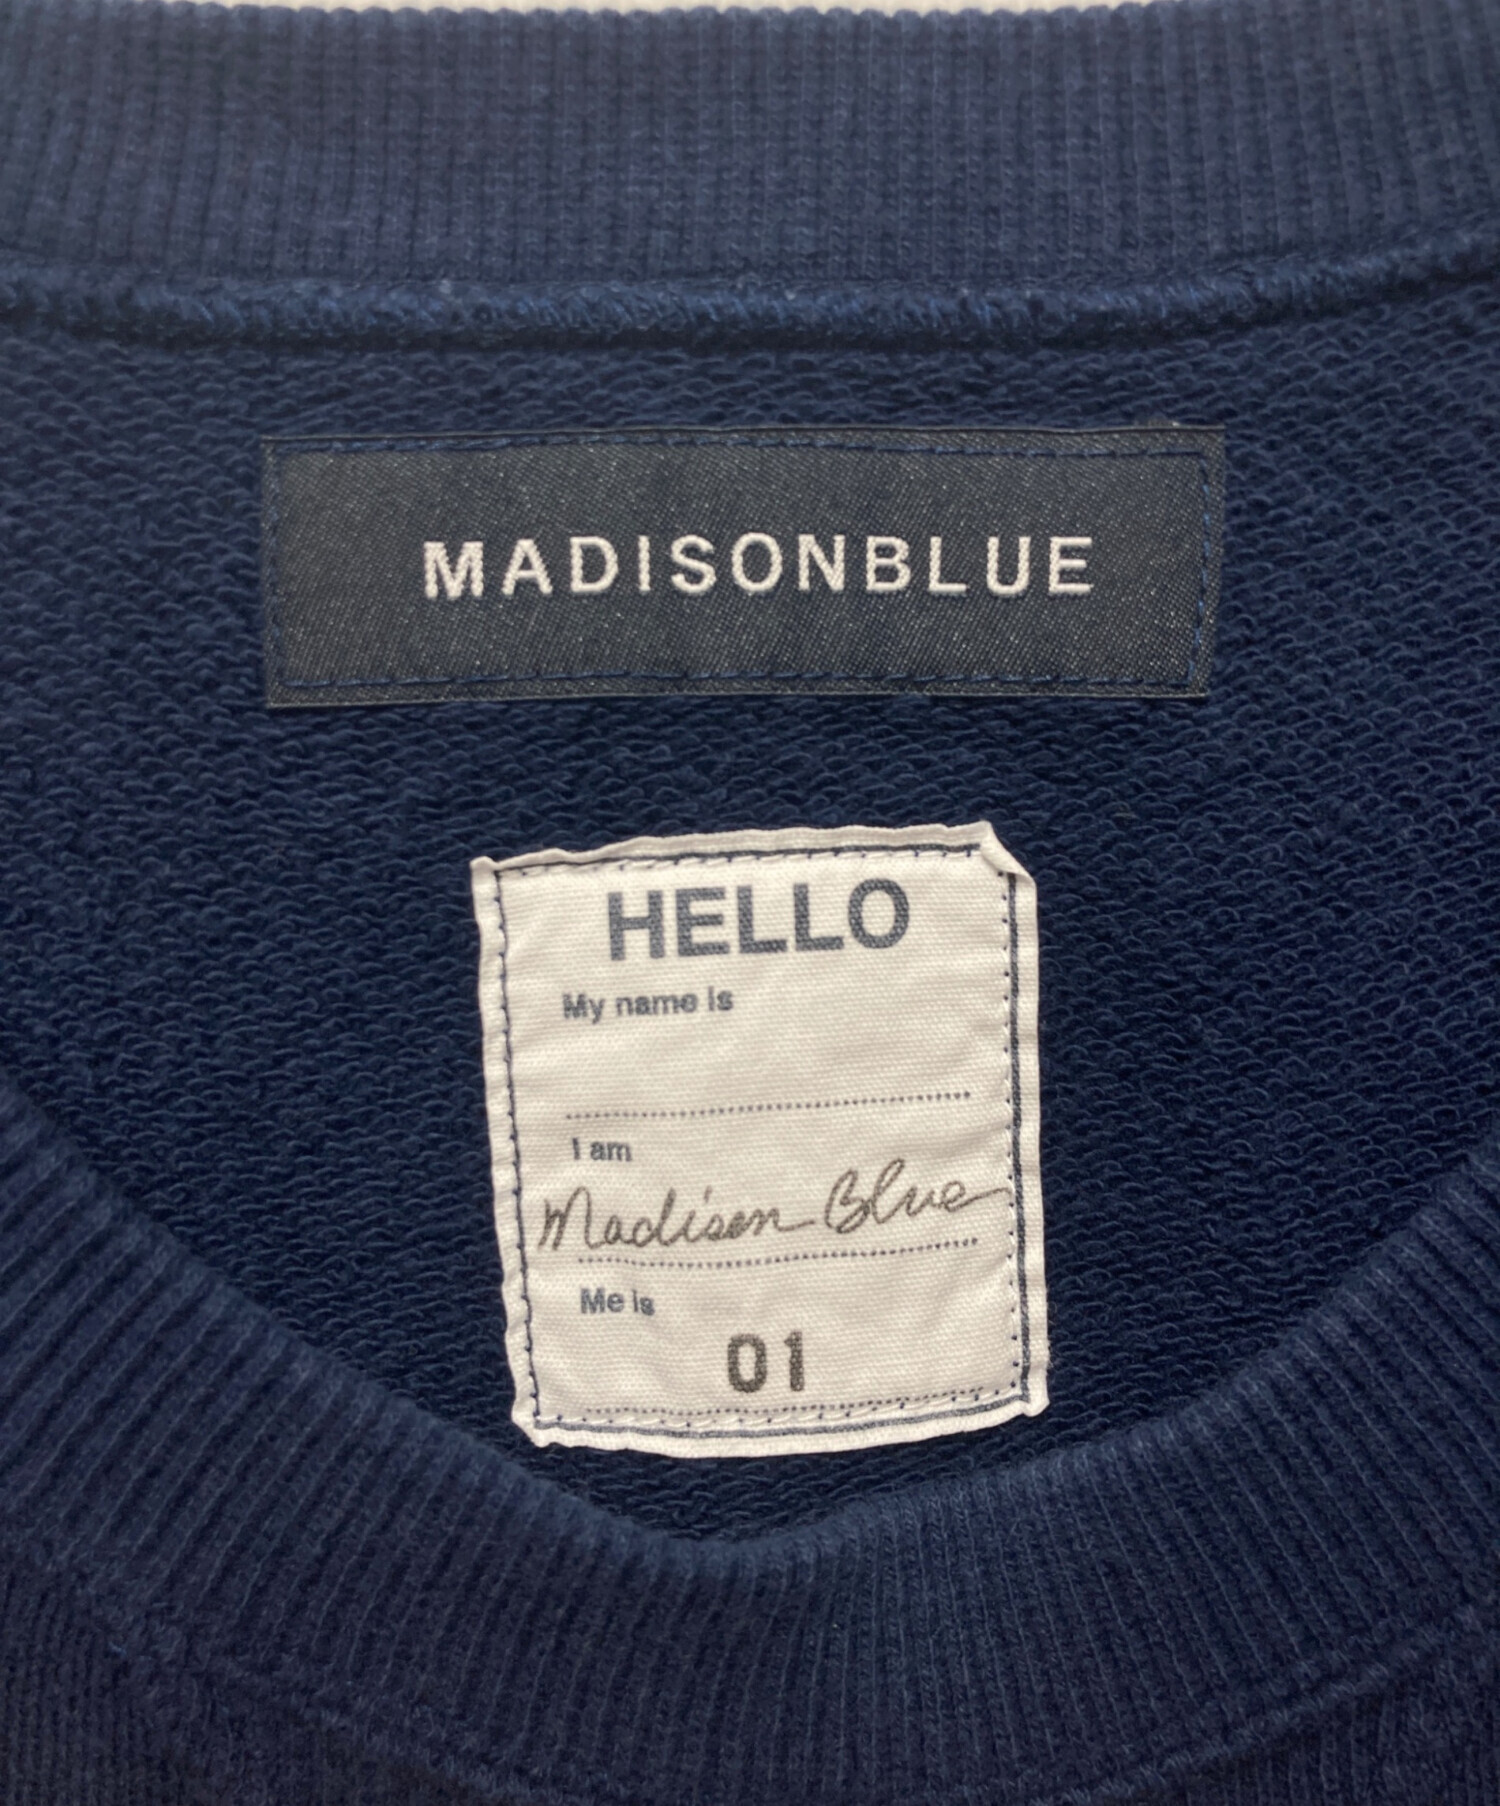 MADISONBLUE
HELLO
My name is
I am
Madison Blue
Me is
01